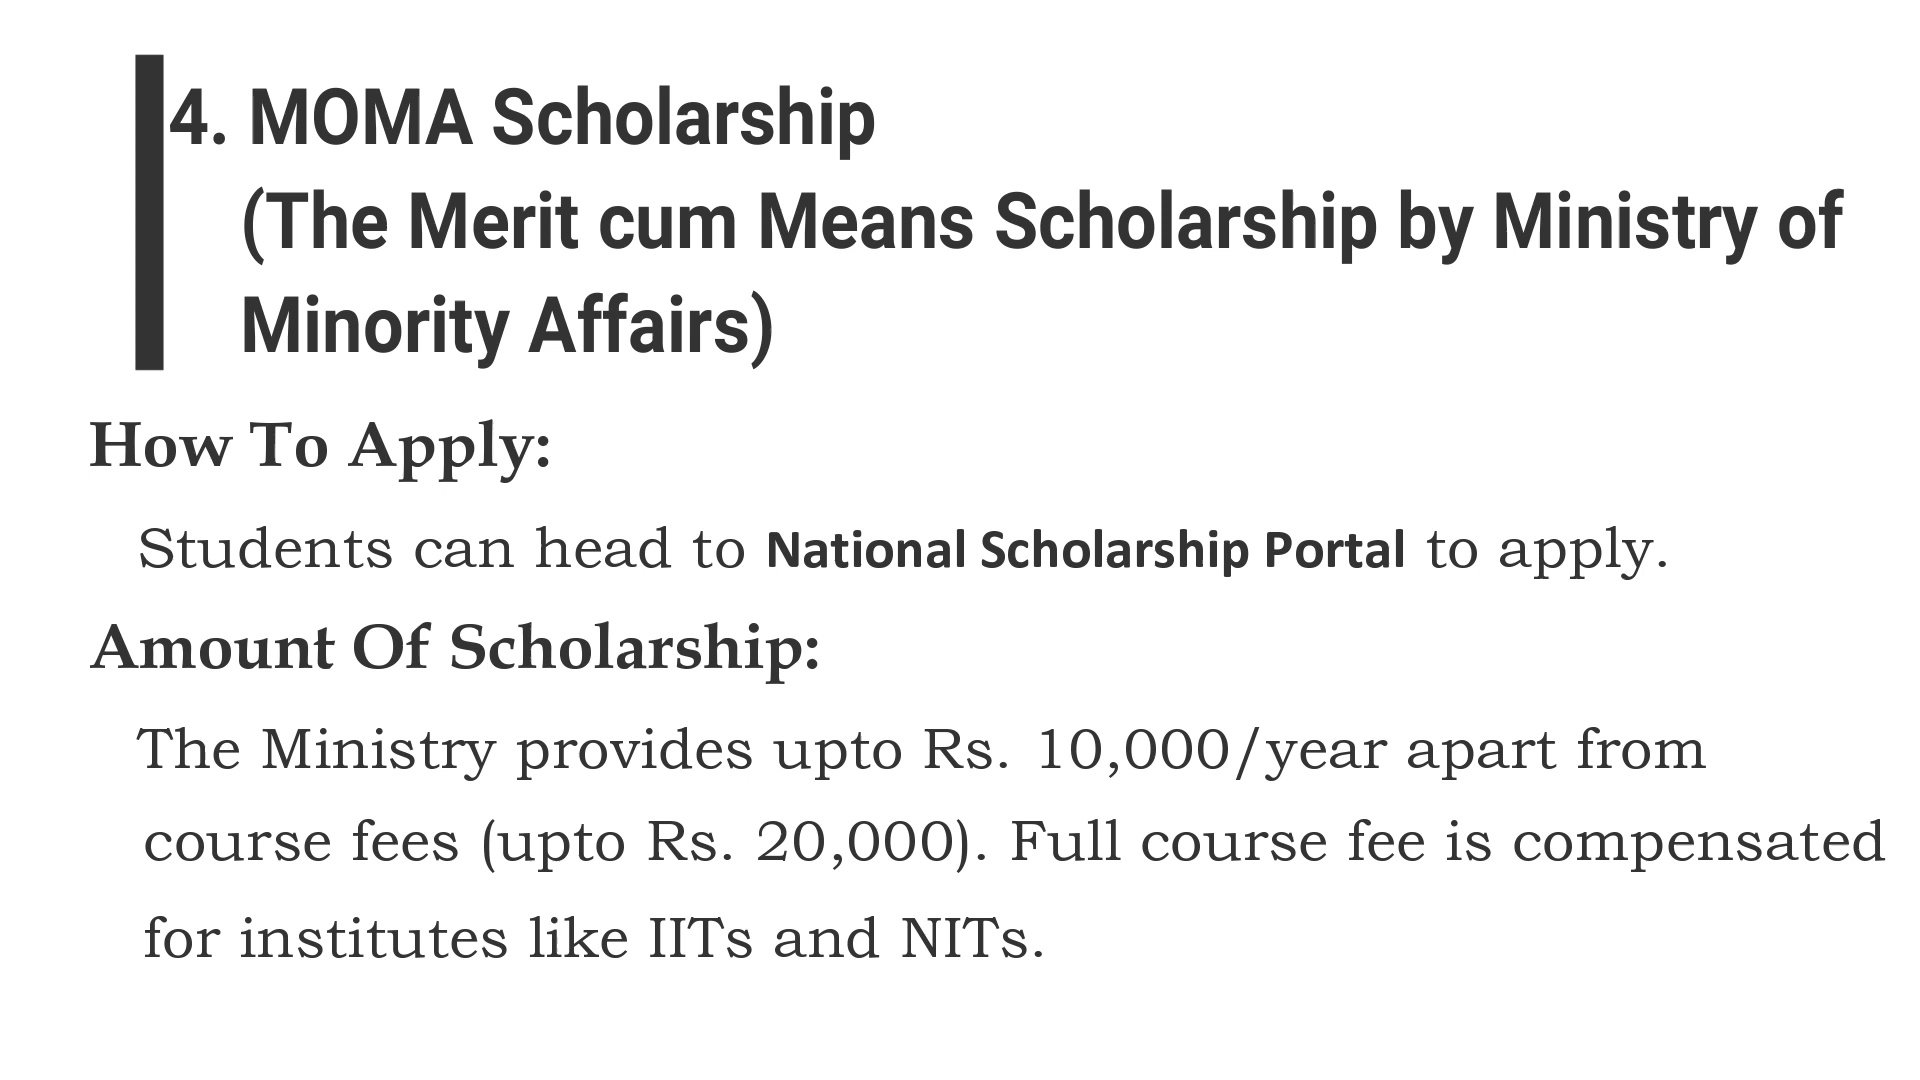 4. MOMA Scholarship
(The Merit cum Means Scholarship by Ministry of
Minority Affairs)
How To Apply:
Students can head to National Scholarship Portal to apply.
Amount Of Scholarship:
The Ministry provides upto Rs. 10,000/year apart from
course fees (upto Rs. 20,000). Full course fee is compensated
for institutes like IITs and NITs.